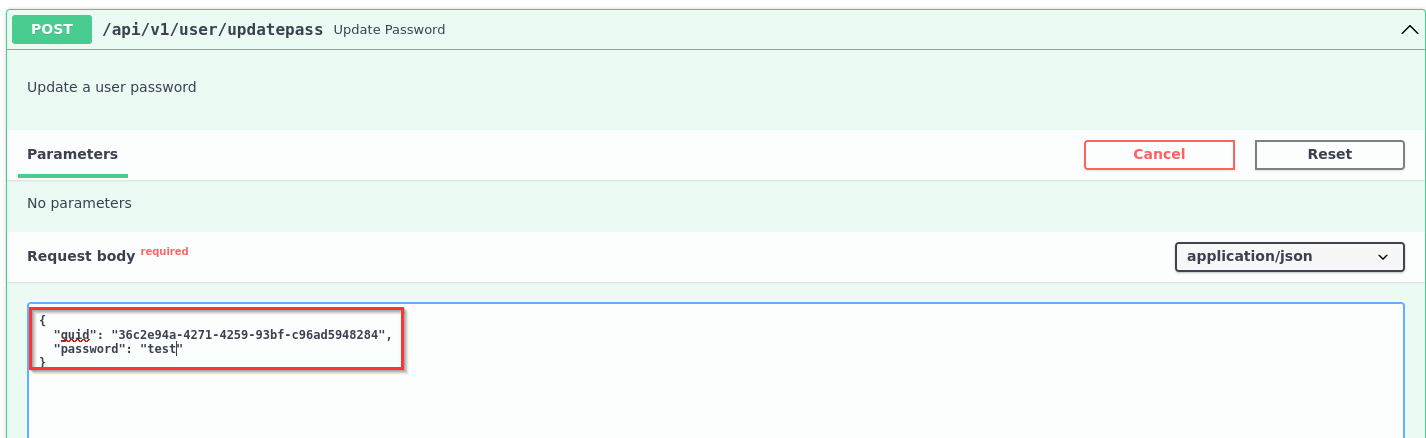 POST /api/v1/user/updatepass Update Password
Update a user password
Parameters Cancel Reset
No parameters
Request body required application/json
{
"guid": "36c2e94a-4271-4259-93bf-c96ad5948284",
"password": "test"
}